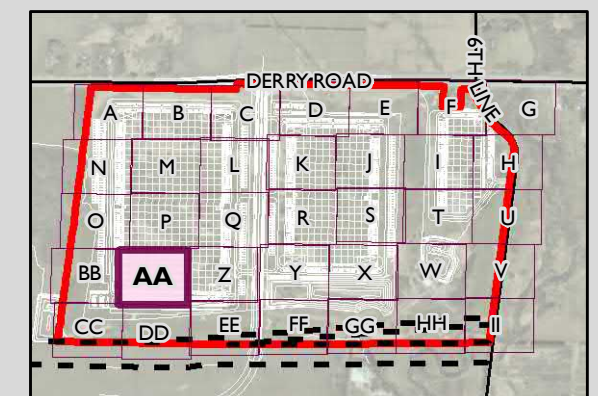 6TH LINE
DERRY ROAD
A B C D E F G
N M L K J I H
O P Q R S T U
BB AA Z Y X W V
CC DD EE FF GG HH II